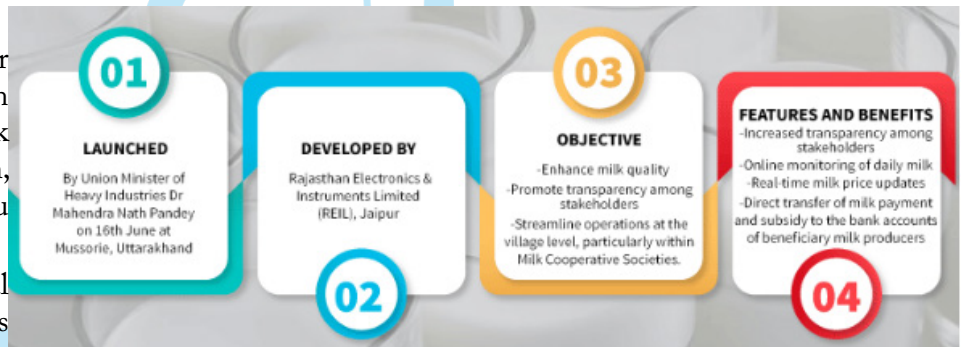 r
n
k
,
u
l
s
01
LAUNCHED
By Union Minister of
Heavy Industries Dr
Mahendra Nath Pandey
on 16th June at
Mussorie, Uttarakhand
DEVELOPED BY
Rajasthan Electronics &
Instruments Limited
(REIL), Jaipur
02
03
OBJECTIVE
-Enhance milk quality
-Promote transparency among
stakeholders
-Streamline operations at the
village level, particularly within
Milk Cooperative Societies.
FEATURES AND BENEFITS
-Increased transparency among
stakeholders
-Online monitoring of daily milk
-Real-time milk price updates
-Direct transfer of milk payment
and subsidy to the bank accounts
of beneficiary milk producers
04